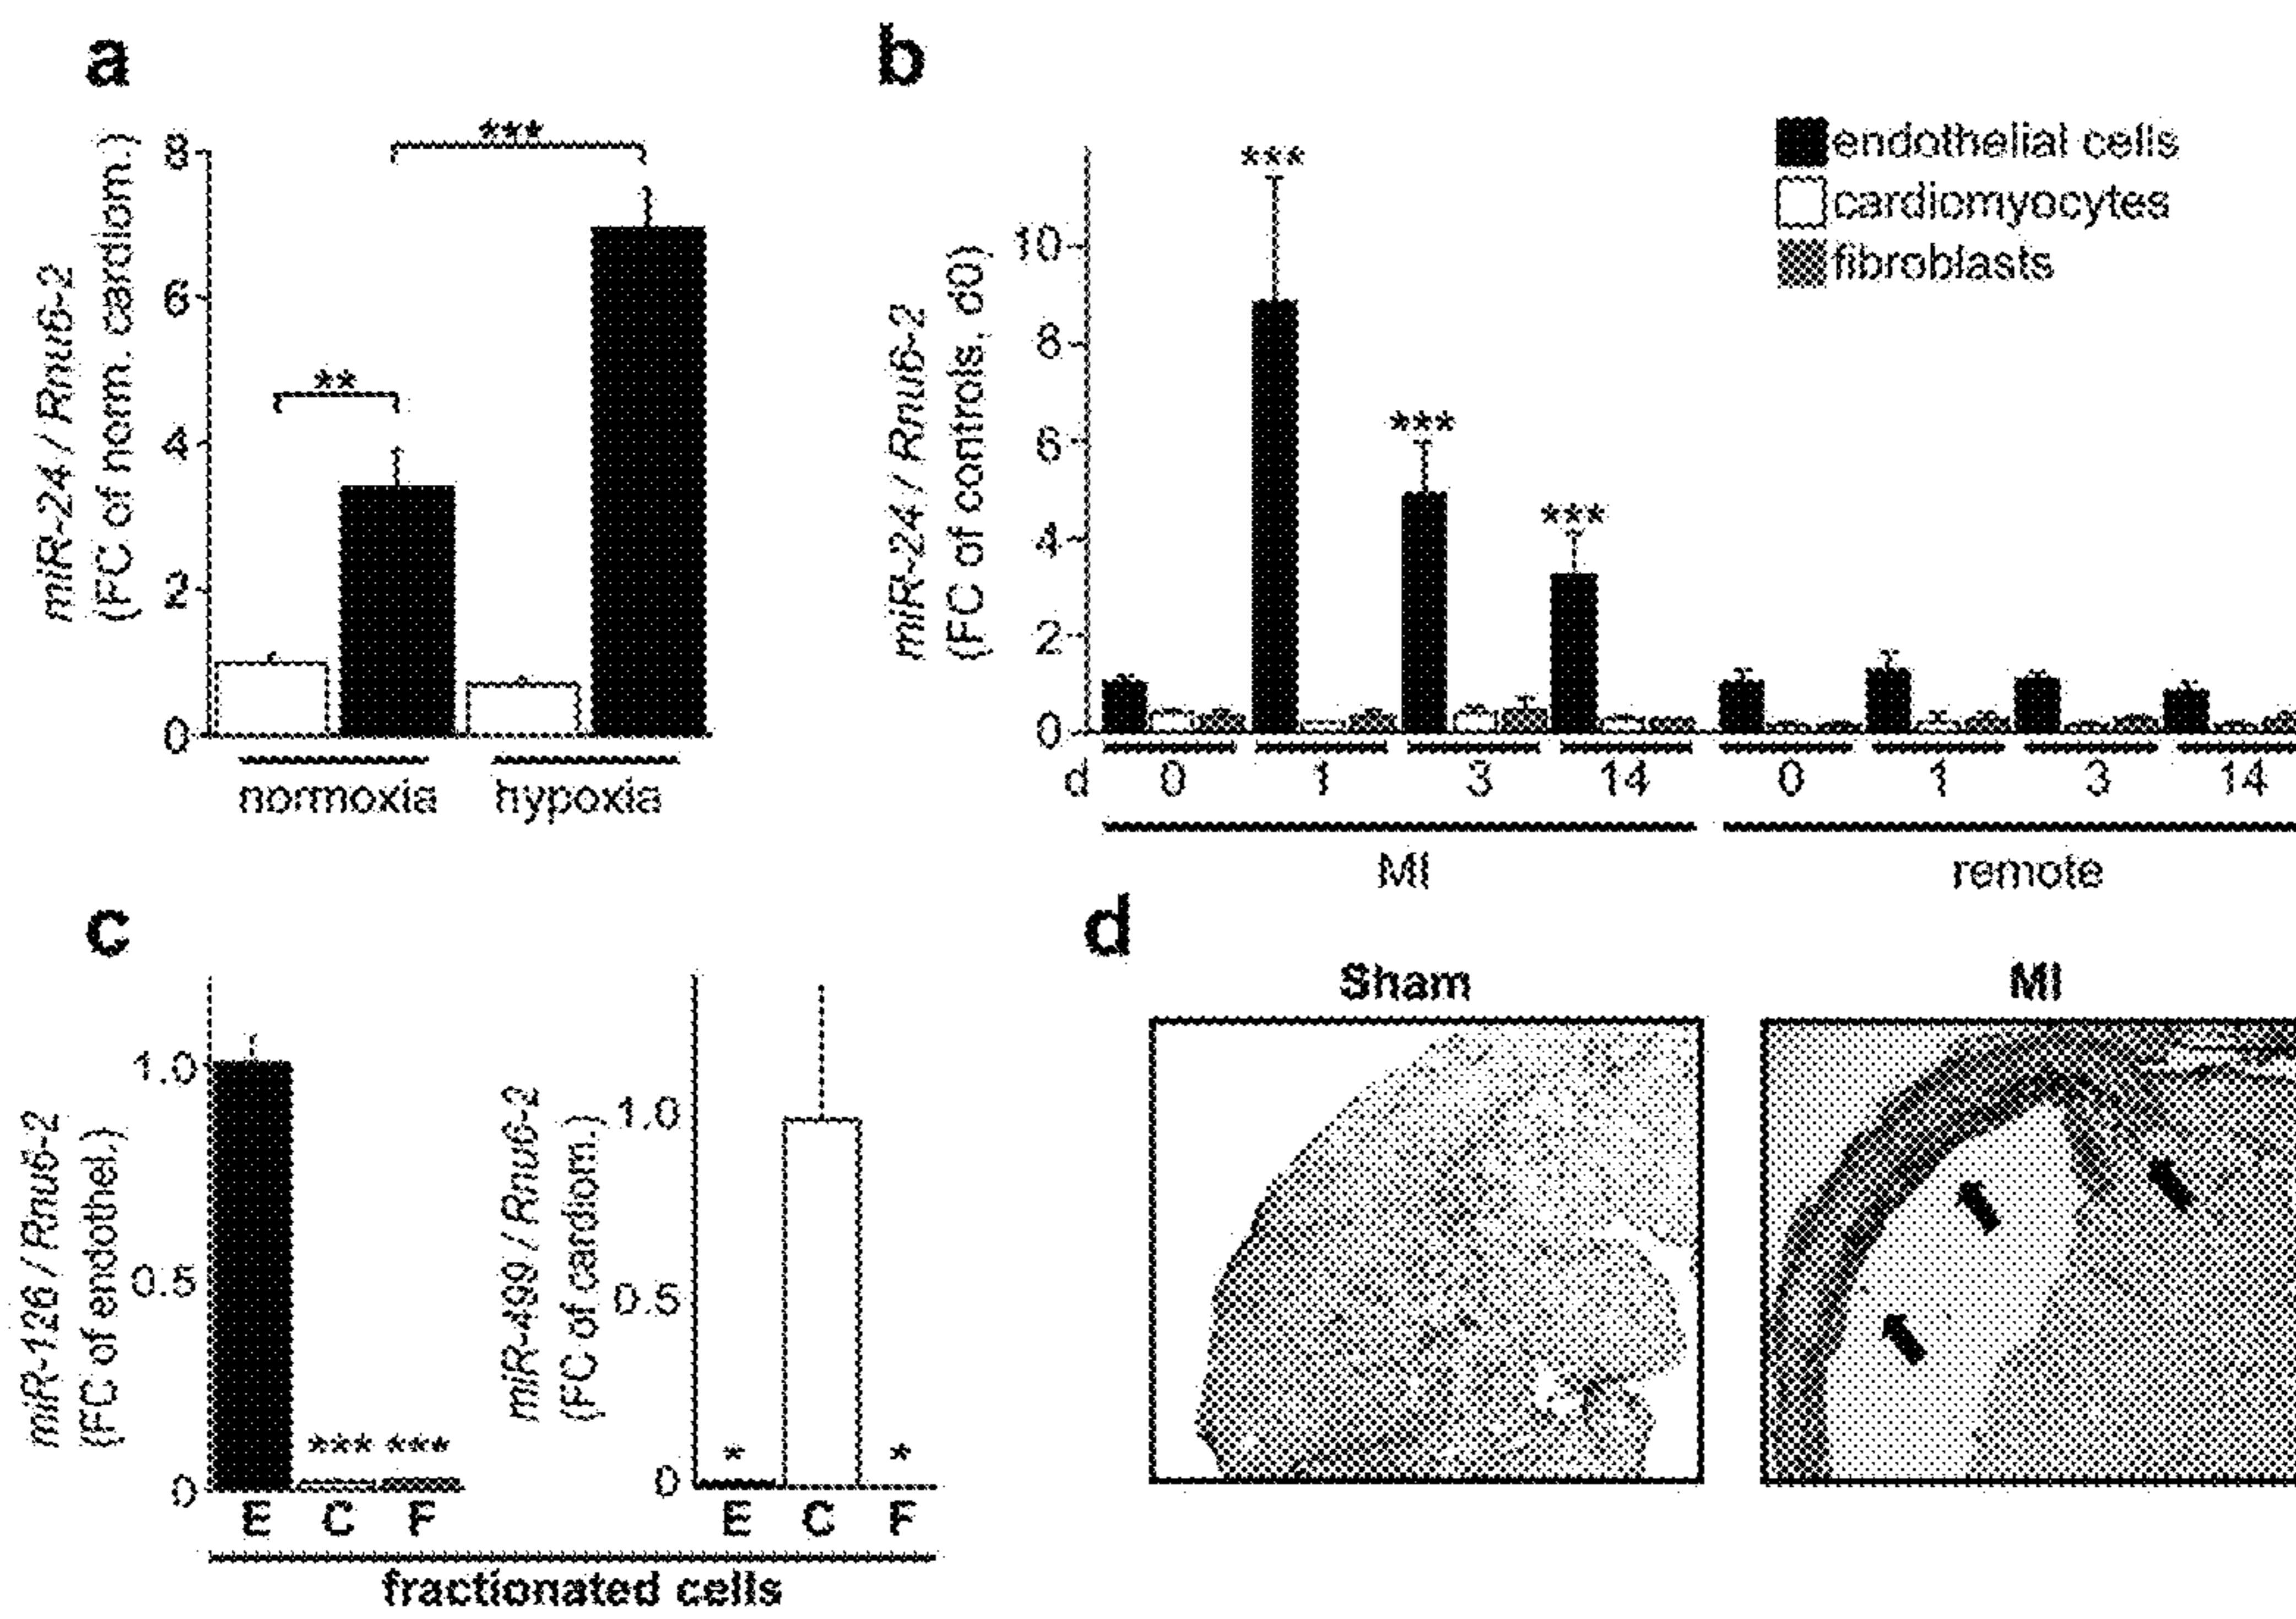 a
miR-24 / Rnu6-2
(FC of norm. cardiom.)
8
6
4
2
0
***
**
normoxia hypoxia
b
miR-24 / Rnu6-2
(FC of controls, d0)
10
8
6
4
2
0
***
***
***
endothelial cells
cardiomyocytes
fibroblasts
d 0 1 3 14 0 1 3 14
MI remote
c
miR-126 / Rnu6-2
(FC of endothel.)
1.0
0.5
0
*** ***
E C F
miR-499 / Rnu6-2
(FC of cardiom.)
1.0
0.5
0
* *
E C F
fractionated cells
d
Sham MI